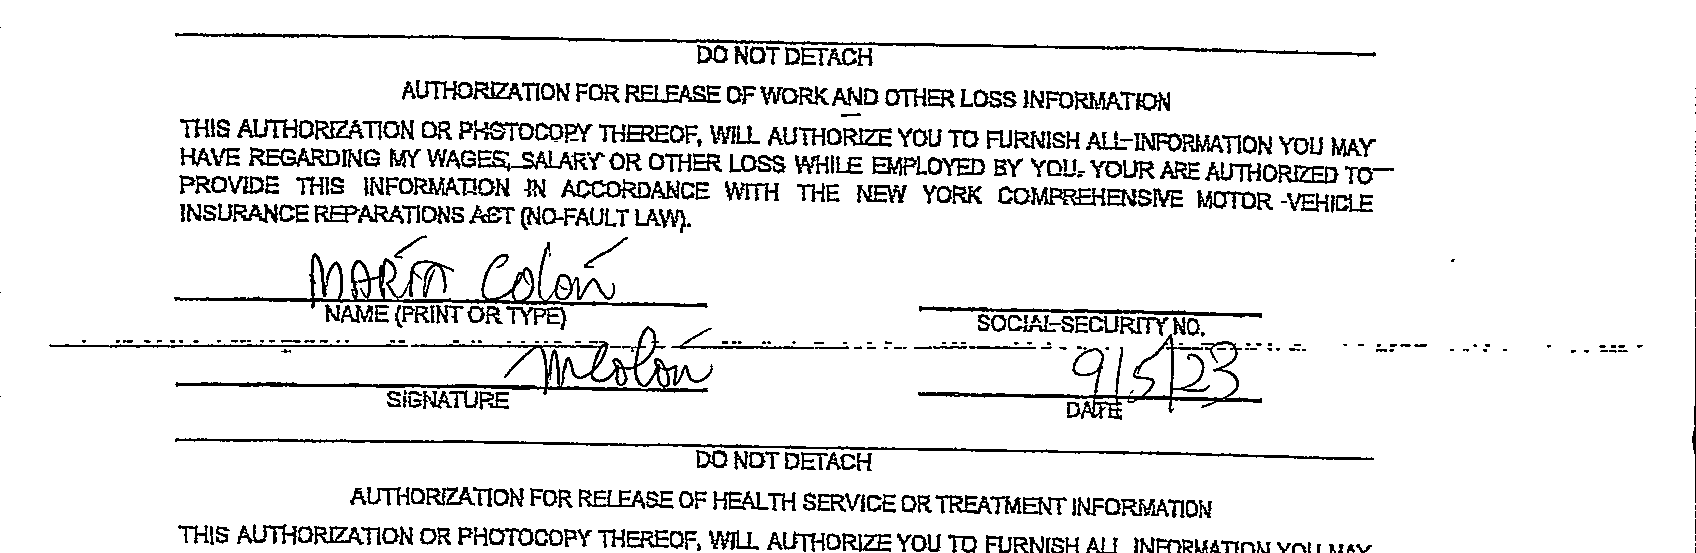 DO NOT DETACH
AUTHORIZATION FOR RELEASE OF WORK AND OTHER LOSS INFORMATION
THIS AUTHORIZATION OR PHOTOCOPY THEREOF, WILL AUTHORIZE YOU TO FURNISH ALL INFORMATION YOU MAY
HAVE REGARDING MY WAGES, SALARY OR OTHER LOSS WHILE EMPLOYED BY YOU. YOUR ARE AUTHORIZED TO
PROVIDE THIS INFORMATION IN ACCORDANCE WITH THE NEW YORK COMPREHENSIVE MOTOR VEHICLE
INSURANCE REPARATIONS ACT (NO-FAULT LAW).
MARÍA Colón
NAME (PRINT OR TYPE) SOCIAL SECURITY NO.
MColón 9/5/23
SIGNATURE DATE
DO NOT DETACH
AUTHORIZATION FOR RELEASE OF HEALTH SERVICE OR TREATMENT INFORMATION
THIS AUTHORIZATION OR PHOTOCOPY THEREOF, WILL AUTHORIZE YOU TO FURNISH ALL INFORMATION YOU MAY